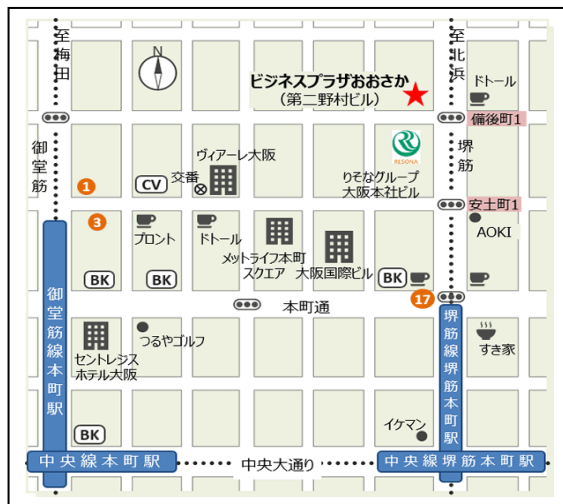 至梅田
N
至北浜
ビジネスプラザおおさか
(第二野村ビル)
ドトール
備後町1
御堂筋
ヴィアーレ大阪
RESONA
堺筋
1
CV
交番
りそなグループ
大阪本社ビル
安土町1
3
プロント
ドトール
メットライフ本町
スクエア
大阪国際ビル
AOKI
BK
BK
BK
17
本町通
御堂筋線本町駅
セントレジス
ホテル大阪
つるやゴルフ
堺筋線堺筋本町駅
すき家
BK
イケマン
中央線本町駅
中央大通り
中央線堺筋本町駅